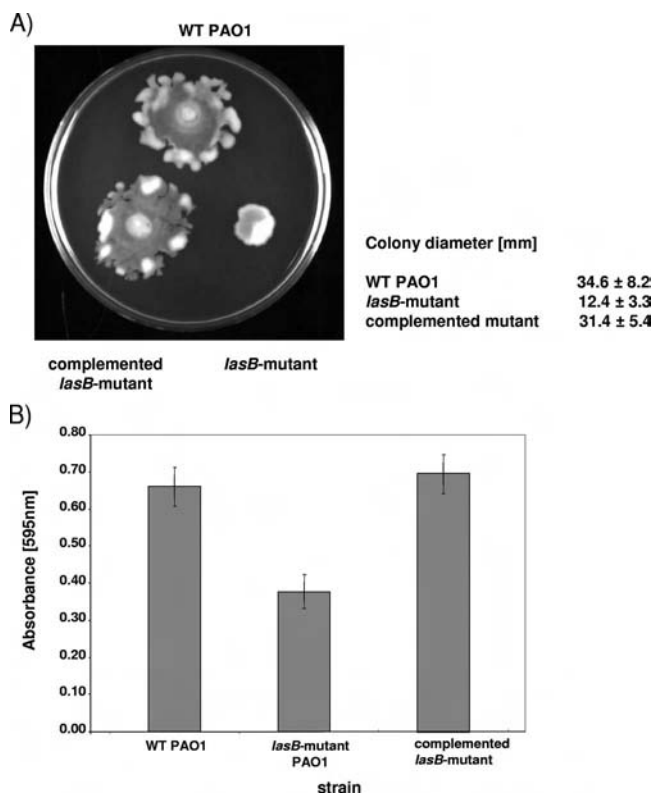 A)
WT PAO1
Colony diameter [mm]
WT PAO1 34.6 ± 8.2
lasB-mutant 12.4 ± 3.3
complemented mutant 31.4 ± 5.4
complemented lasB-mutant
lasB-mutant
B)
0.80
0.70
0.60
0.50
0.40
0.30
0.20
0.10
0.00
Absorbance [595nm]
WT PAO1
lasB-mutant PAO1
complemented lasB-mutant
strain